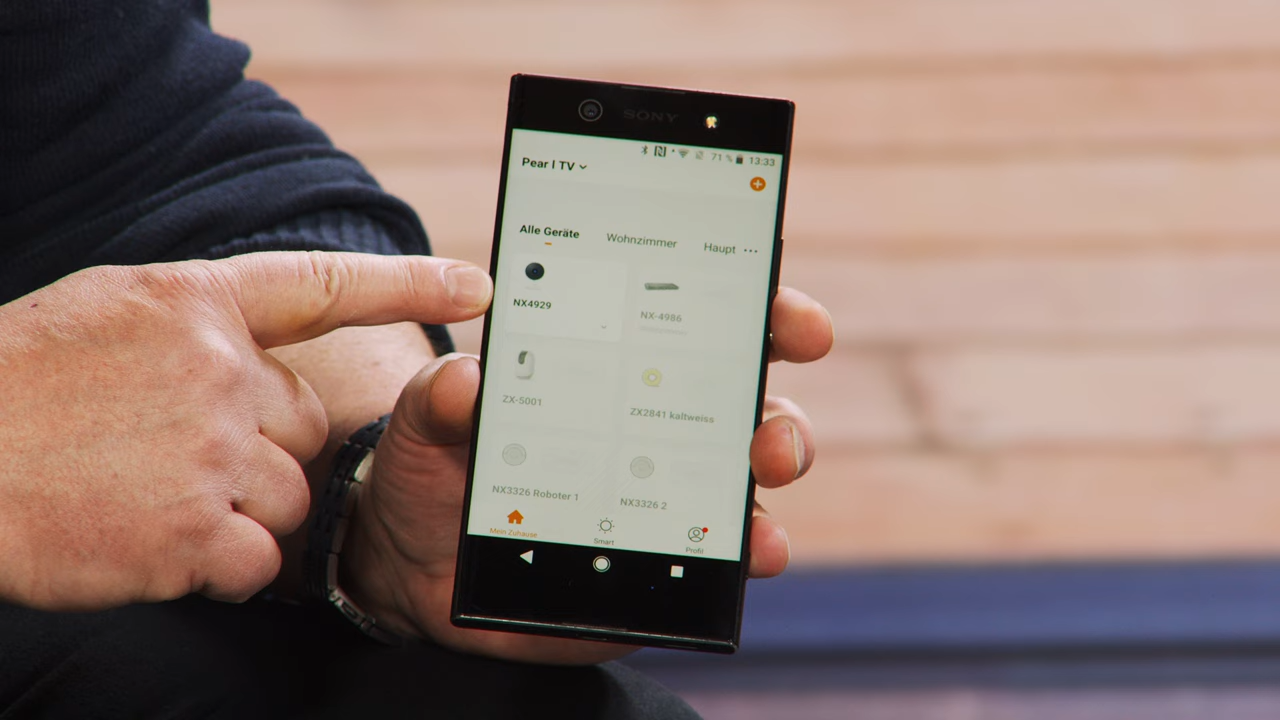 SONY
71 % 13:33
Pear l TV
Alle Geräte Wohnzimmer Haupt ...
NX4929
NX-4986
ZX-5001
ZX2841 kaltweiss
NX3326 Roboter 1
NX3326 2
Mein Zuhause Smart Profil